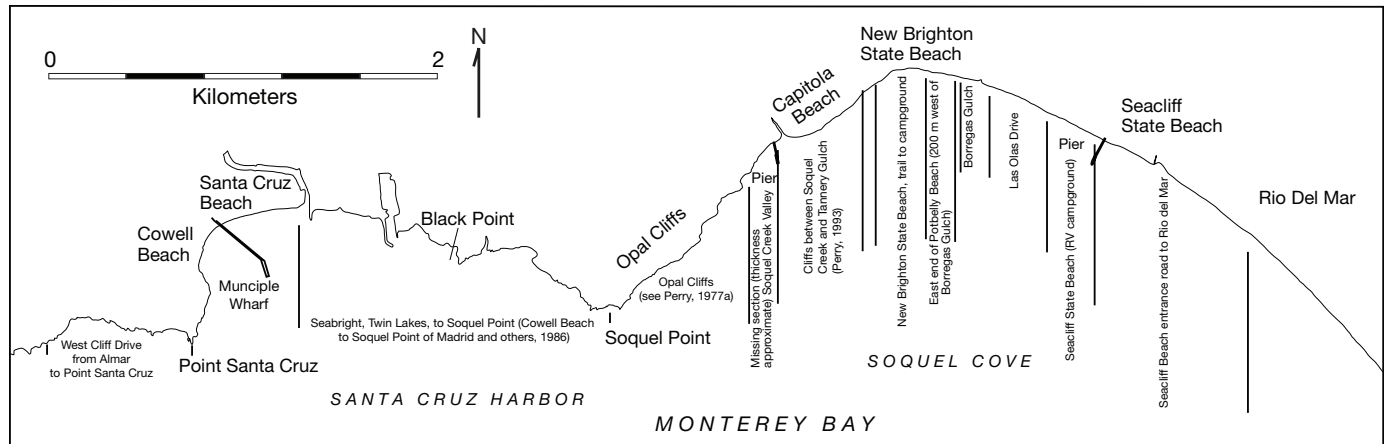 0
2
Kilometers
N
New Brighton
State Beach
Capitola
Beach
Seacliff
State Beach
Rio Del Mar
Santa Cruz
Beach
Cowell
Beach
Munciple
Wharf
Black Point
Opal Cliffs
Opal Cliffs
(see Perry, 1977a)
Pier
Missing section (thickness
approximate) Soquel Creek Valley
Cliffs between Soquel
Creek and Tannery Gulch
(Perry, 1993)
New Brighton State Beach, trail to campground
East end of Potbelly Beach (200 m west of
Borregas Gulch)
Borregas Gulch
Las Olas Drive
Pier
Seacliff State Beach (RV campground)
Seacliff Beach entrance road to Rio del Mar
West Cliff Drive
from Almar
to Point Santa Cruz
Point Santa Cruz
Seabright, Twin Lakes, to Soquel Point (Cowell Beach
to Soquel Point of Madrid and others, 1986)
Soquel Point
SOQUEL COVE
SANTA CRUZ HARBOR
MONTEREY BAY